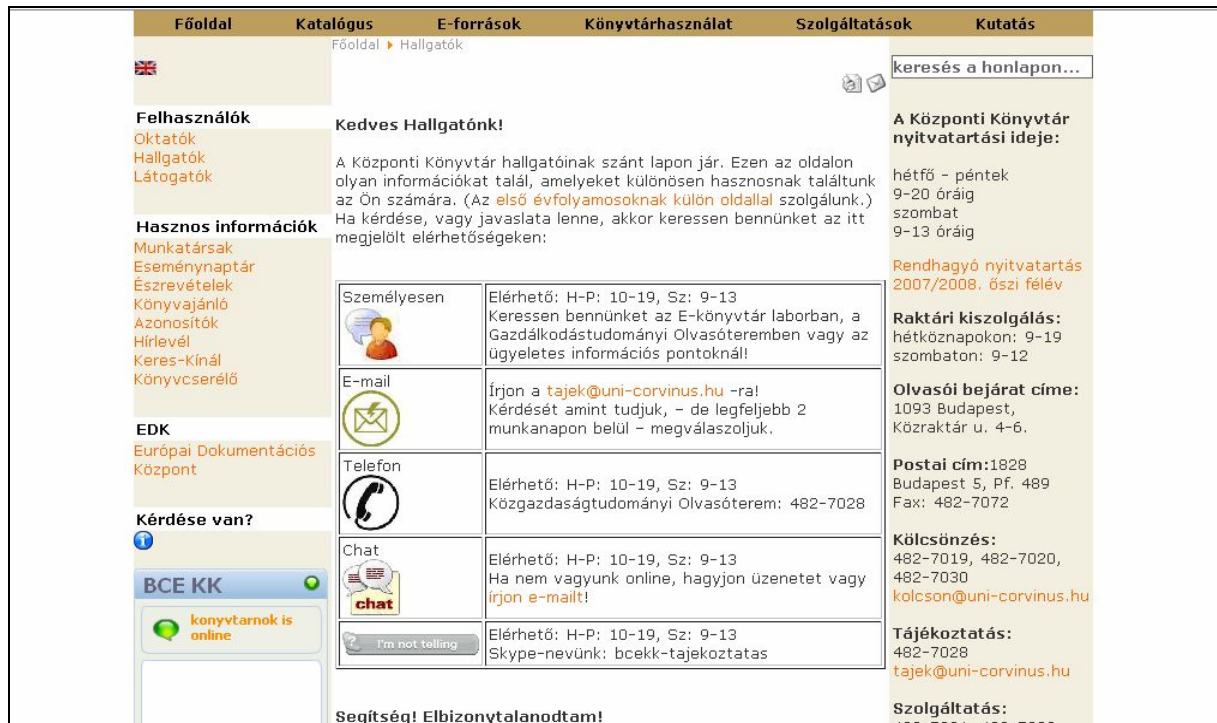 Főoldal Katalógus E-források Könyvtárhasználat Szolgáltatások Kutatás
Főoldal Hallgatók
Felhasználók
Oktatók
Hallgatók
Látogatók
Hasznos információk
Munkatársak
Eseménynaptár
Észrevételek
Könyvajánló
Azonosítók
Hírlevél
Keres-Kínál
Könyvcserélő
EDK
Európai Dokumentációs
Központ
Kérdése van?
BCE KK
konyvtarnok is
online
Kedves Hallgatónk!
A Központi Könyvtár hallgatóinak szánt lapon jár. Ezen az oldalon
olyan információkat talál, amelyeket különösen hasznosnak találtunk
az Ön számára. (Az első évfolyamosoknak külön oldallal szolgálunk.)
Ha kérdése, vagy javaslata lenne, akkor keressen bennünket az itt
megjelölt elérhetőségeken:
Személyesen
Elérhető: H-P: 10-19, Sz: 9-13
Keressen bennünket az E-könyvtár laborban, a
Gazdálkodástudományi Olvasóteremben vagy az
ügyeletes információs pontoknál!
E-mail
Írjon a tajek@uni-corvinus.hu -ra!
Kérdését amint tudjuk, - de legfeljebb 2
munkanapon belül - megválaszoljuk.
Telefon
Elérhető: H-P: 10-19, Sz: 9-13
Közgazdaságtudományi Olvasóterem: 482-7028
Chat
chat
Elérhető: H-P: 10-19, Sz: 9-13
Ha nem vagyunk online, hagyjon üzenetet vagy
írjon e-mailt!
I'm not telling
Elérhető: H-P: 10-19, Sz: 9-13
Skype-nevünk: bcekk-tajekoztatas
Segítség! Elbizonytalanodtam!
keresés a honlapon...
A Központi Könyvtár
nyitvatartási ideje:
hétfő - péntek
9-20 óráig
szombat
9-13 óráig
Rendhagyó nyitvatartás
2007/2008. őszi félév
Raktári kiszolgálás:
hétköznapokon: 9-19
szombaton: 9-12
Olvasói bejárat címe:
1093 Budapest,
Közraktár u. 4-6.
Postai cím:1828
Budapest 5, Pf. 489
Fax: 482-7072
Kölcsönzés:
482-7019, 482-7020,
482-7030
kolcson@uni-corvinus.hu
Tájékoztatás:
482-7028
tajek@uni-corvinus.hu
Szolgáltatás: